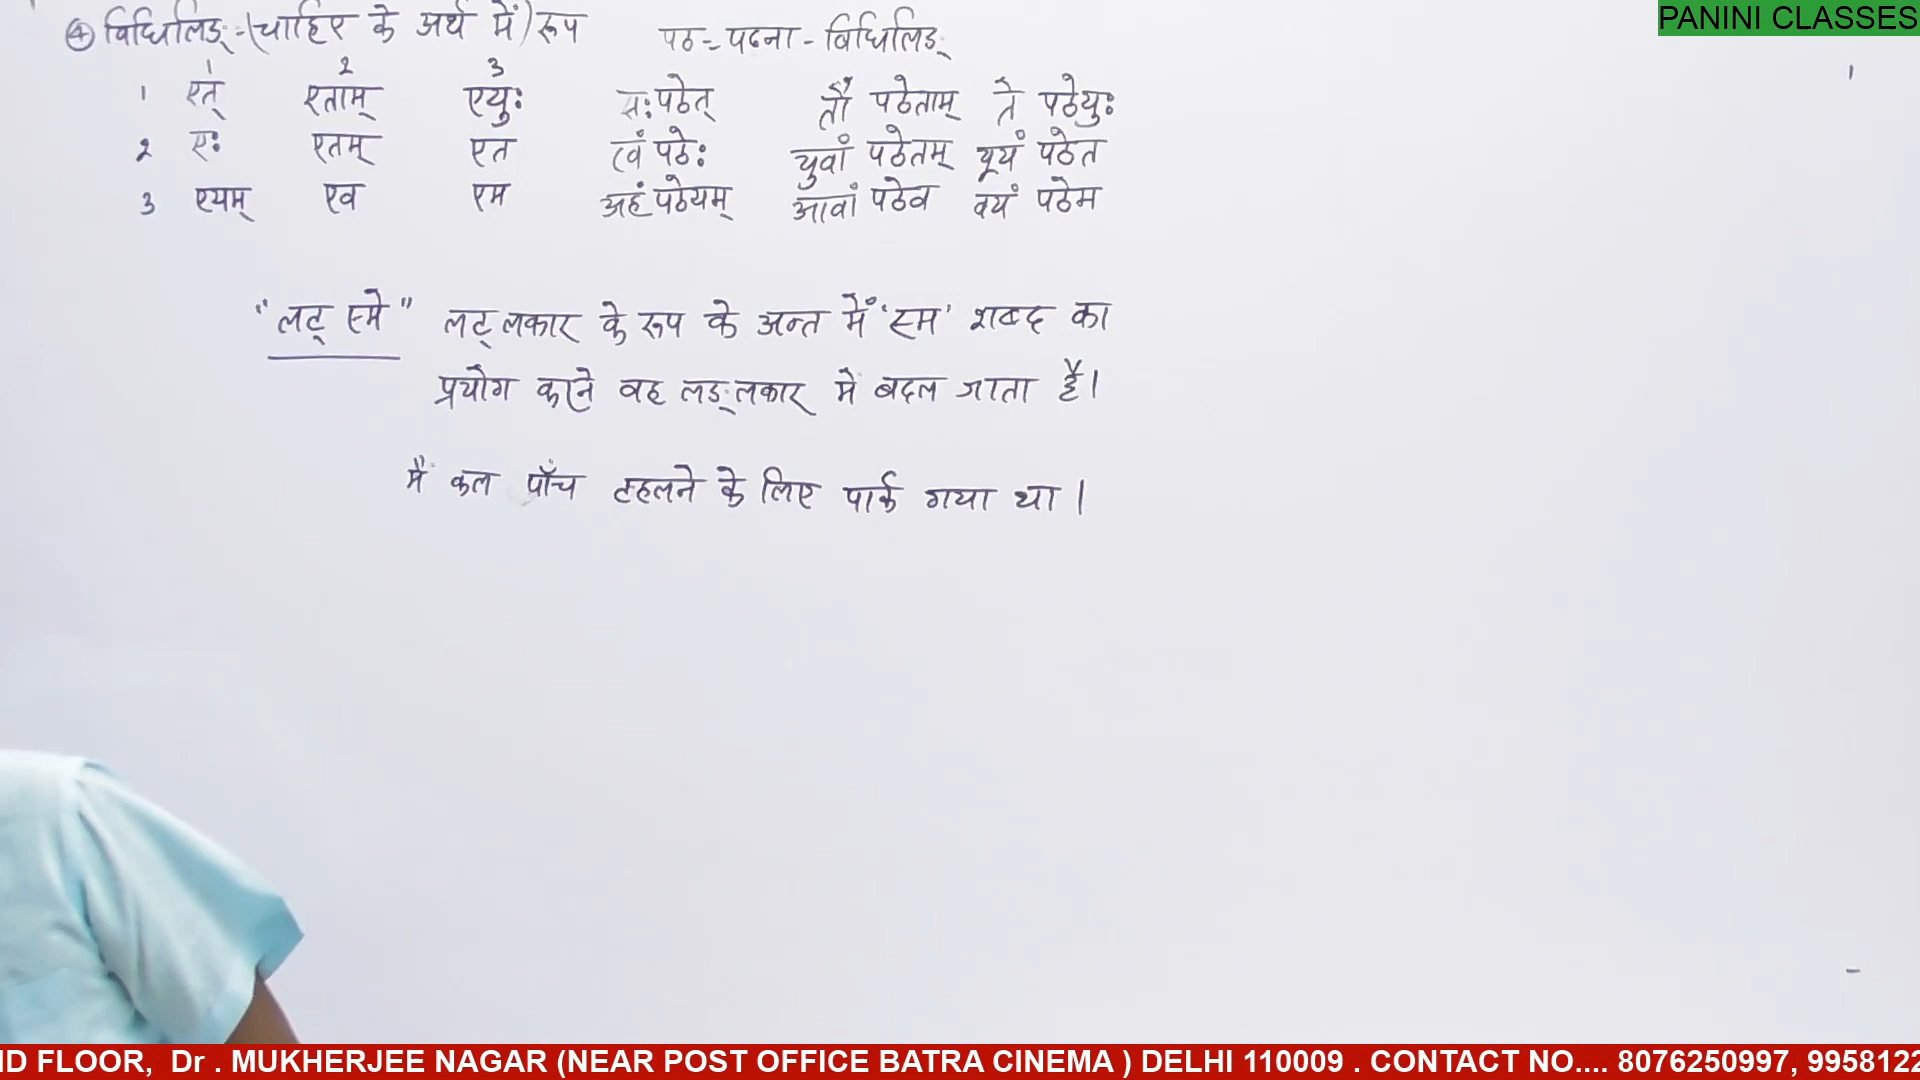 PANINI CLASSES
④ विधिलिङ् - (चाहिए के अर्थ में) रूप पठ = पढना - विधिलिङ्
1 2 3
1 एत् एताम् एयुः सः पठेत् तौ पठेताम् ते पठेयुः
2 एः एतम् एत त्वं पठेः युवां पठेतम् यूयं पठेत
3 एयम् एव एम अहं पठेयम् आवां पठेव वयं पठेम
"लट् स्मे" लट् लकार के रूप के अन्त में 'स्म' शब्द का
प्रयोग करने वह लङ् लकार में बदल जाता है।
मैं कल पाँच टहलने के लिए पार्क गया था।
ND FLOOR, Dr . MUKHERJEE NAGAR (NEAR POST OFFICE BATRA CINEMA ) DELHI 110009 . CONTACT NO.... 8076250997, 9958122